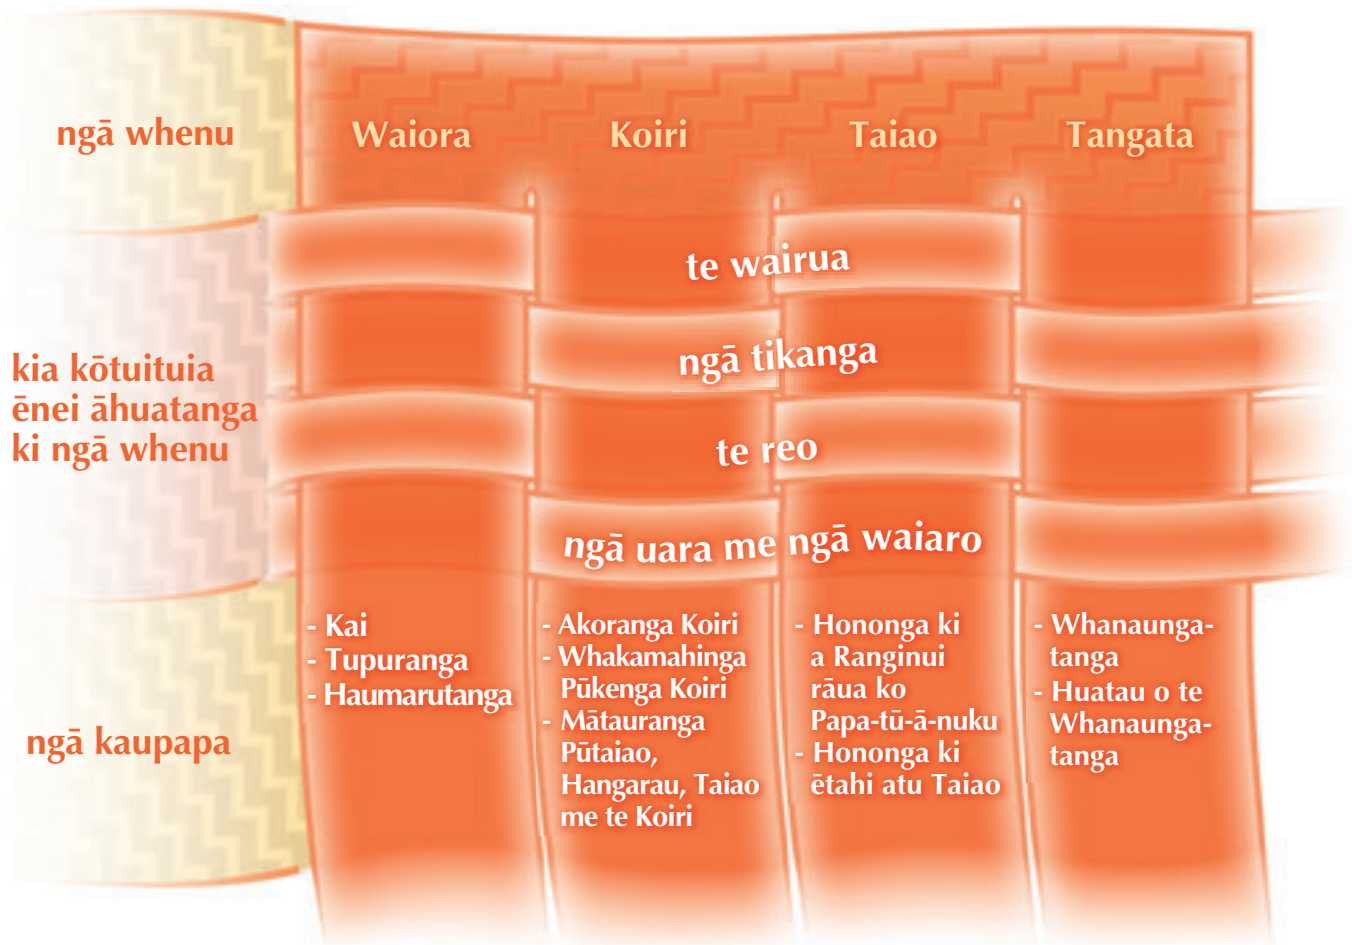 ngā whenu
Waiora
Koiri
Taiao
Tangata
kia kōtuituia
ēnei āhuatanga
ki ngā whenu
te wairua
ngā tikanga
te reo
ngā uara me ngā waiaro
ngā kaupapa
- Kai
- Tupuranga
- Haumarutanga
- Akoranga Koiri
- Whakamahinga
Pūkenga Koiri
- Mātauranga
Pūtaiao,
Hangarau, Taiao
me te Koiri
- Hononga ki
a Ranginui
rāua ko
Papa-tū-ā-nuku
- Hononga ki
ētahi atu Taiao
- Whanaunga-
tanga
- Huatau o te
Whanaunga-
tanga